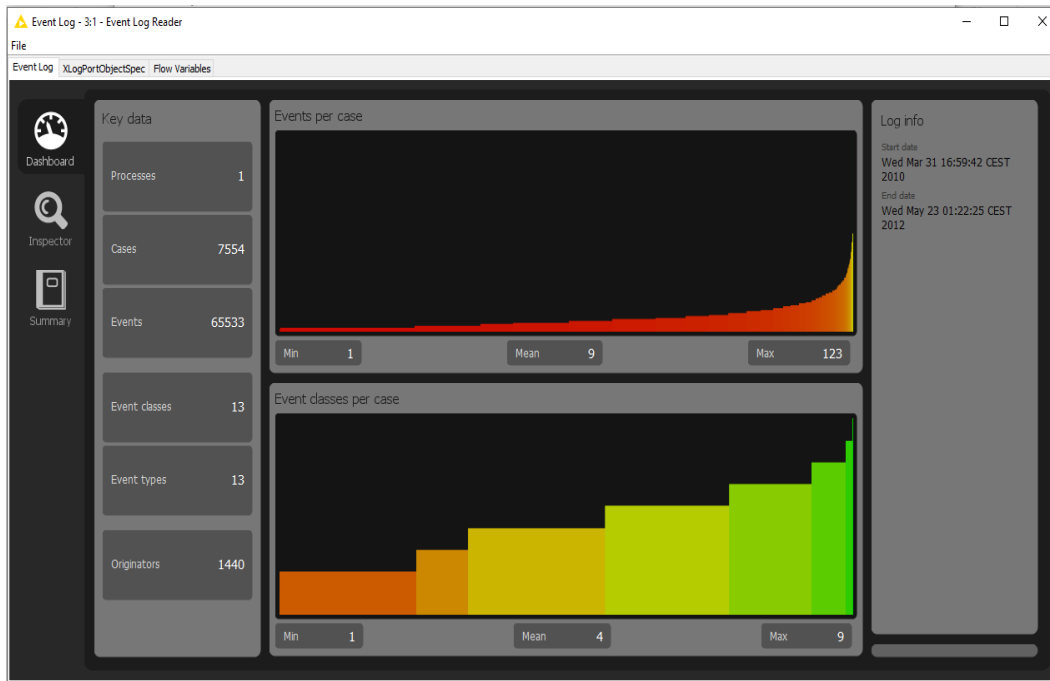 Event Log - 3:1 - Event Log Reader
File
Event Log XLogPortObjectSpec Flow Variables
Dashboard
Inspector
Summary
Key data
Processes 1
Cases 7554
Events 65533
Event classes 13
Event types 13
Originators 1440
Events per case
Min 1 Mean 9 Max 123
Event classes per case
Min 1 Mean 4 Max 9
Log info
Start date
Wed Mar 31 16:59:42 CEST
2010
End date
Wed May 23 01:22:25 CEST
2012